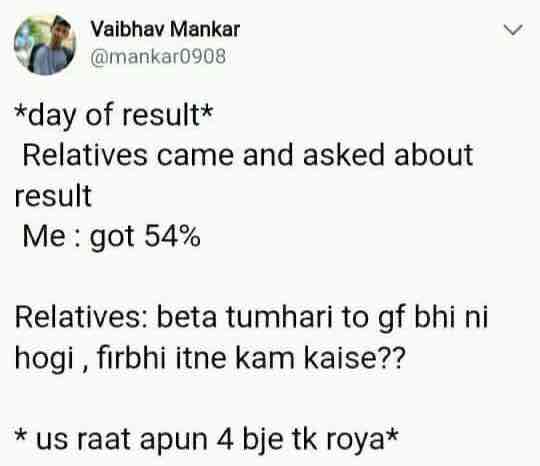 Vaibhav Mankar
@mankar0908
*day of result*
Relatives came and asked about
result
Me : got 54%
Relatives: beta tumhari to gf bhi ni
hogi , firbhi itne kam kaise??
* us raat apun 4 bje tk roya*